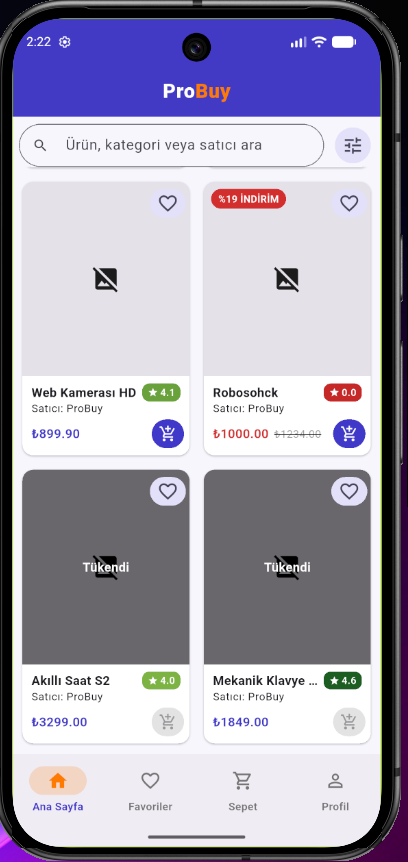 2:22
ProBuy
Ürün, kategori veya satıcı ara
%19 İNDİRİM
Web Kamerası HD ★ 4.1
Satıcı: ProBuy
₺899.90
Robosohck ★ 0.0
Satıcı: ProBuy
₺1000.00 ₺1234.00
Tükendi
Akıllı Saat S2 ★ 4.0
Satıcı: ProBuy
₺3299.00
Tükendi
Mekanik Klavye ... ★ 4.6
Satıcı: ProBuy
₺1849.00
Ana Sayfa
Favoriler
Sepet
Profil